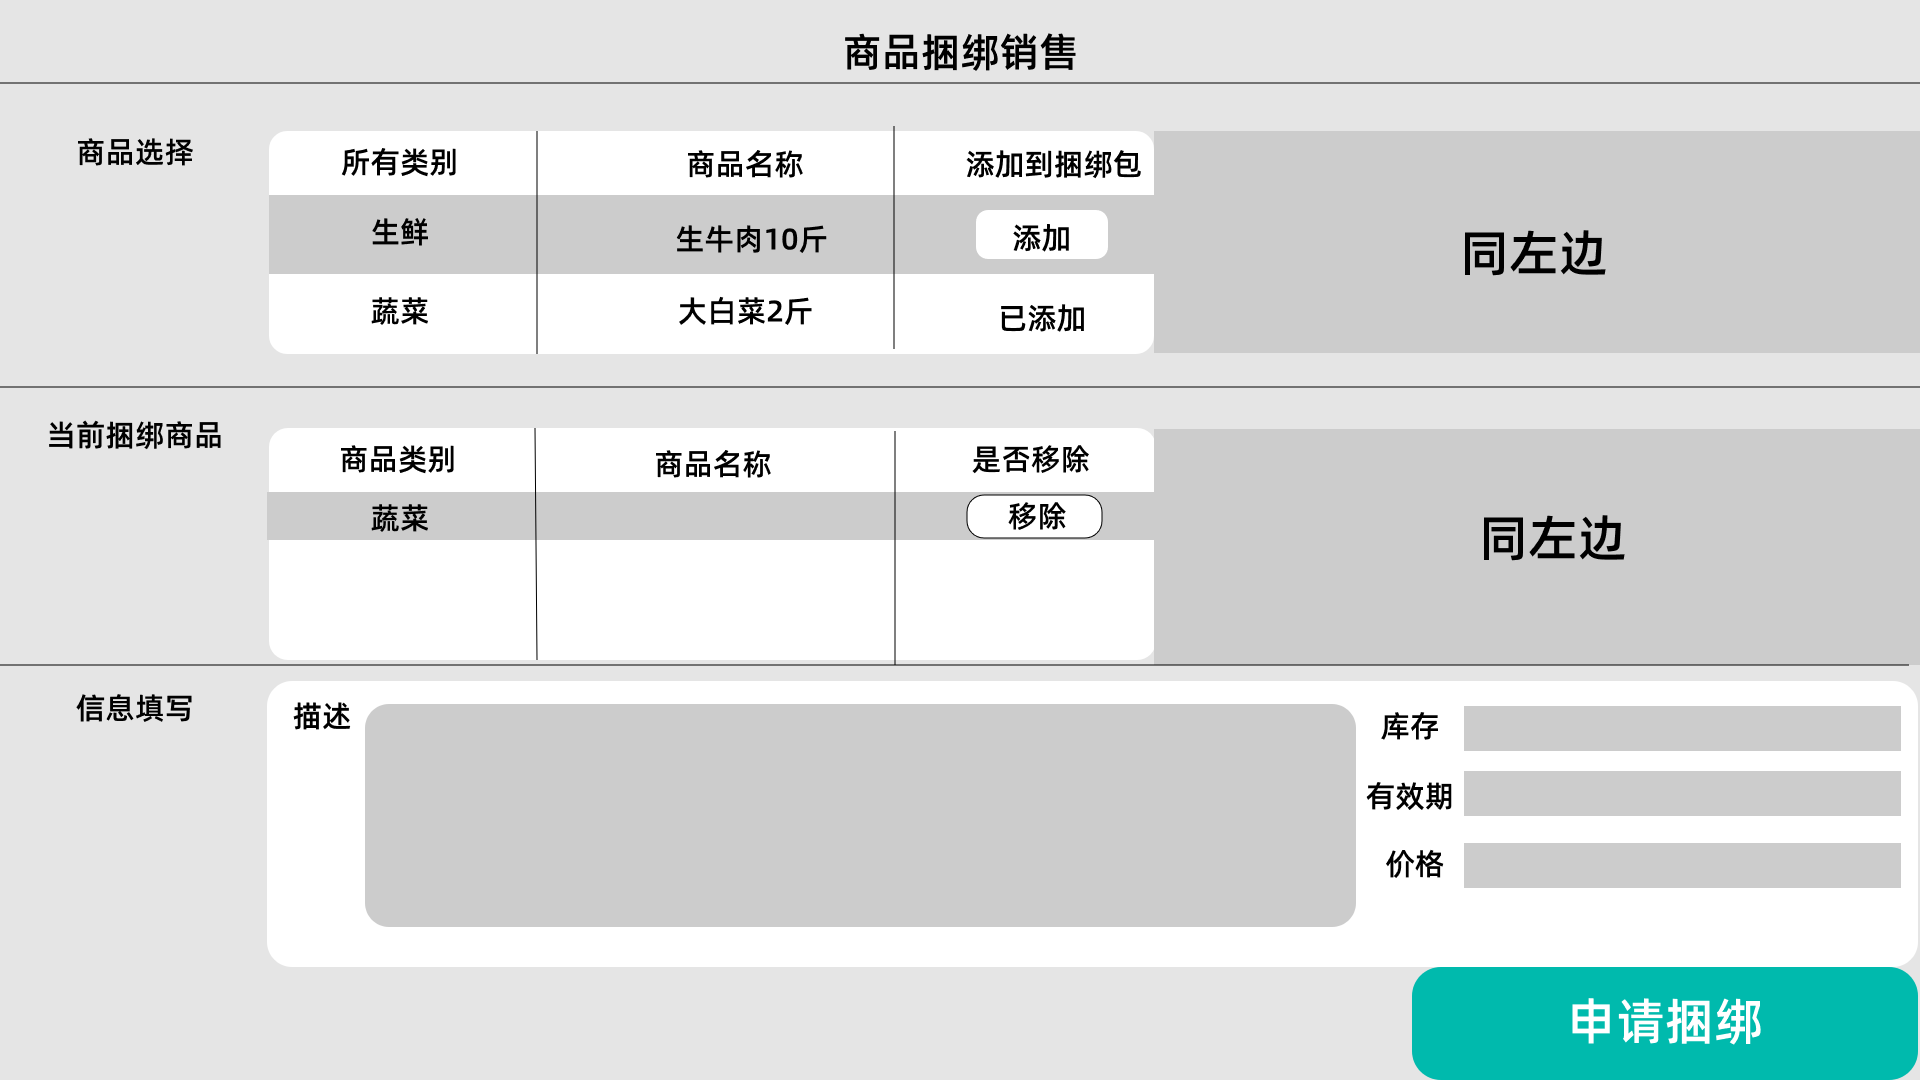 商品捆绑销售
商品选择
所有类别 商品名称 添加到捆绑包
生鲜 生牛肉10斤 添加
蔬菜 大白菜2斤 已添加
同左边
当前捆绑商品
商品类别 商品名称 是否移除
蔬菜 移除
同左边
信息填写
描述
库存
有效期
价格
申请捆绑